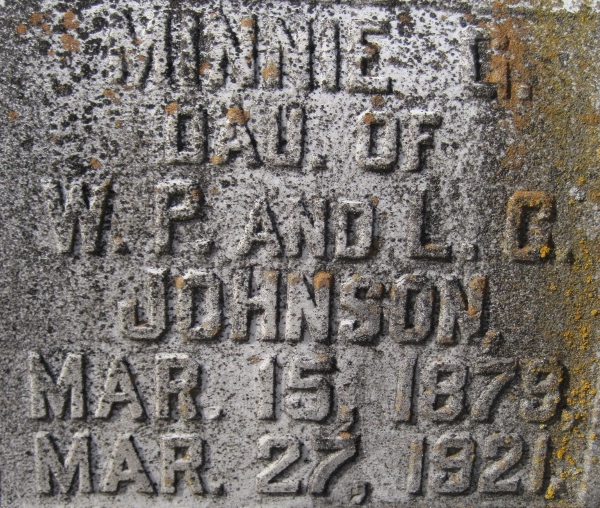 MINNIE G.
DAU. OF
W. P. AND L. G.
JOHNSON,
MAR. 15, 1879,
MAR. 27, 1921.